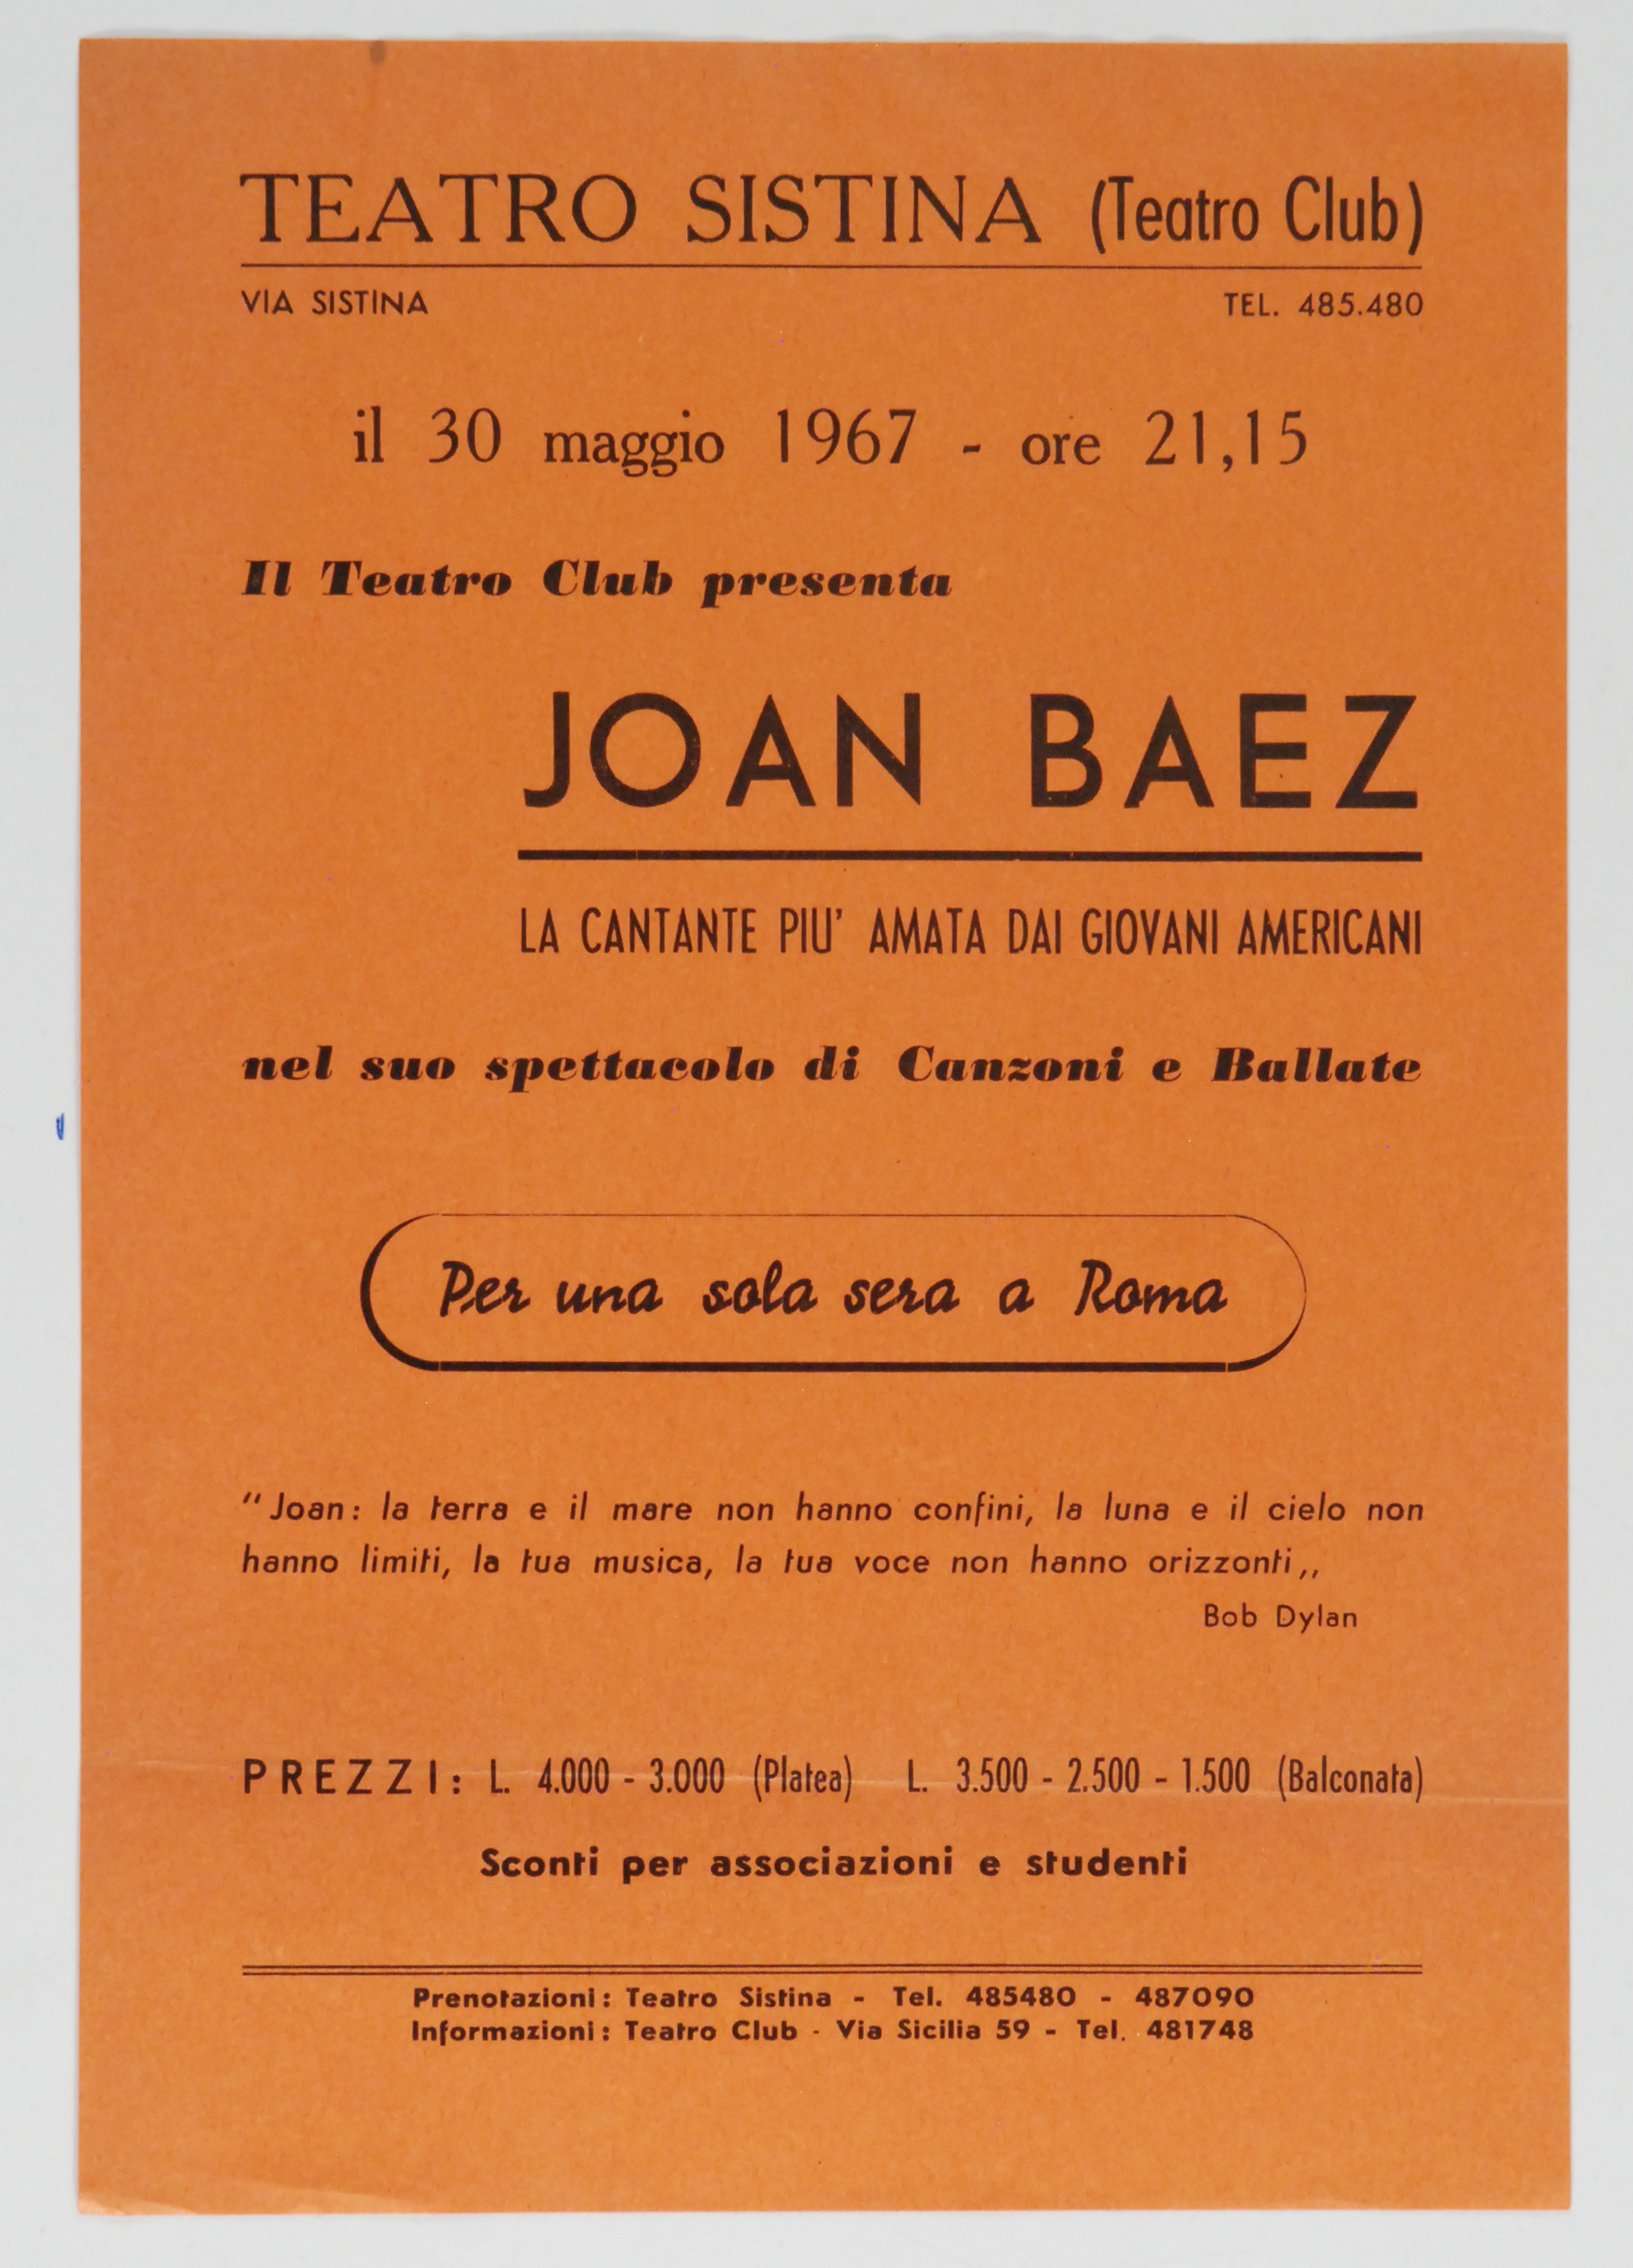 TEATRO SISTINA (Teatro Club)
VIA SISTINA TEL. 485.480
il 30 maggio 1967 - ore 21,15
Il Teatro Club presenta
JOAN BAEZ
LA CANTANTE PIU' AMATA DAI GIOVANI AMERICANI
nel suo spettacolo di Canzoni e Ballate
Per una sola sera a Roma
"Joan: la terra e il mare non hanno confini, la luna e il cielo non
hanno limiti, la tua musica, la tua voce non hanno orizzonti,,
Bob Dylan
PREZZI: L. 4.000 - 3.000 (Platea) L. 3.500 - 2.500 - 1.500 (Balconata)
Sconti per associazioni e studenti
Prenotazioni: Teatro Sistina - Tel. 485480 - 487090
Informazioni: Teatro Club - Via Sicilia 59 - Tel. 481748